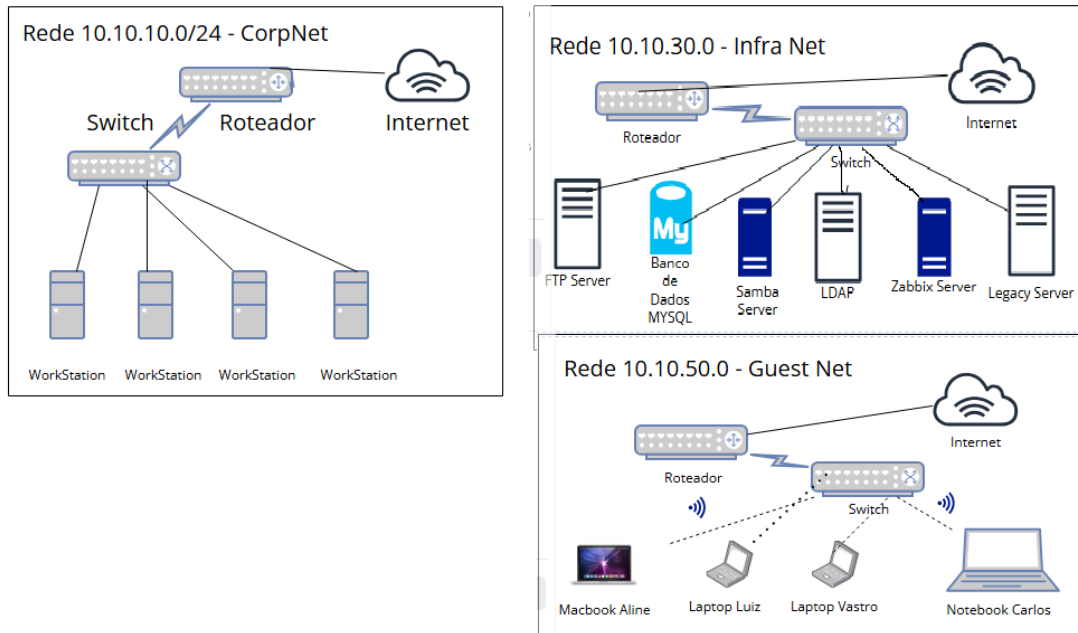 Rede 10.10.10.0/24 - CorpNet
Switch
Roteador
Internet
WorkStation
WorkStation
WorkStation
WorkStation
Rede 10.10.30.0 - Infra Net
Roteador
Internet
Switch
FTP Server
My
Banco
de
Dados
MYSQL
Samba
Server
LDAP
Zabbix Server
Legacy Server
Rede 10.10.50.0 - Guest Net
Internet
Roteador
Switch
Macbook Aline
Laptop Luiz
Laptop Vastro
Notebook Carlos